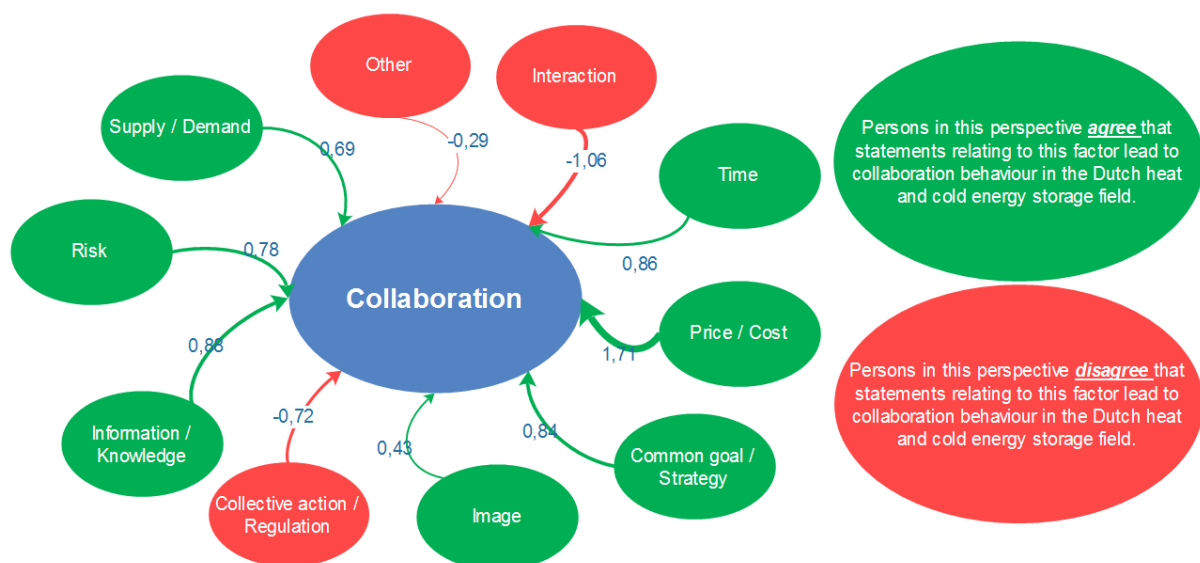 Other
Interaction
Supply / Demand
0,69
-0,29
-1,06
Time
Risk
0,78
0,86
Collaboration
Price / Cost
1,71
0,88
Information /
Knowledge
-0,72
Collective action /
Regulation
0,43
Image
0,84
Common goal /
Strategy
Persons in this perspective agree that
statements relating to this factor lead to
collaboration behaviour in the Dutch heat
and cold energy storage field.
Persons in this perspective disagree that
statements relating to this factor lead to
collaboration behaviour in the Dutch heat
and cold energy storage field.